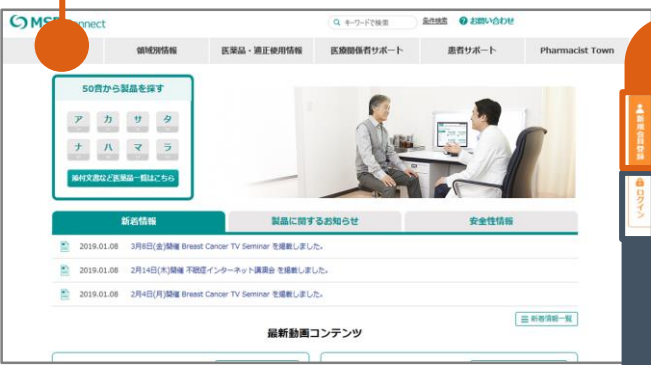 MS onnect
キーワードで検索
条件検索
お問い合わせ
領域別情報
医薬品・適正使用情報
医療関係者サポート
患者サポート
Pharmacist Town
50音から製品を探す
ア カ サ タ
ナ ハ マ ラ
添付文書など医薬品一覧はこちら
新規会員登録
ログイン
新着情報
製品に関するお知らせ
安全性情報
2019.01.08 3月8日(金)開催 Breast Cancer TV Seminar を掲載しました。
2019.01.08 2月14日(木)開催 不眠症インターネット講演会 を掲載しました。
2019.01.08 2月4日(月)開催 Breast Cancer TV Seminar を掲載しました。
新着情報一覧
最新動画コンテンツ